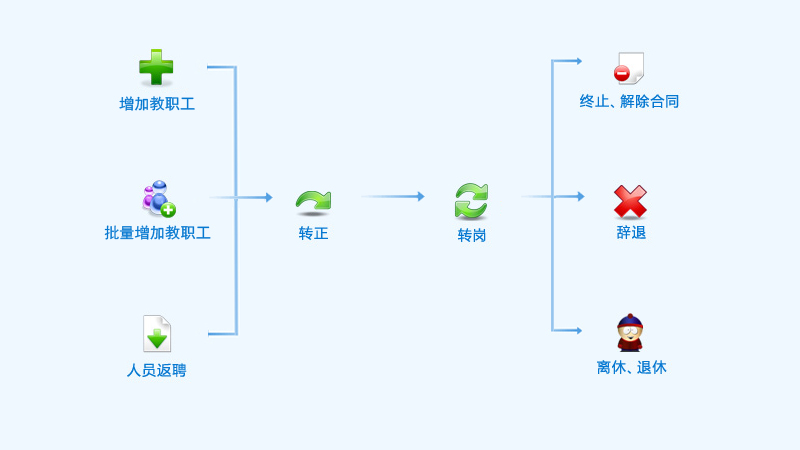 增加教职工
终止、解除合同
批量增加教职工
转正
转岗
辞退
人员返聘
离休、退休